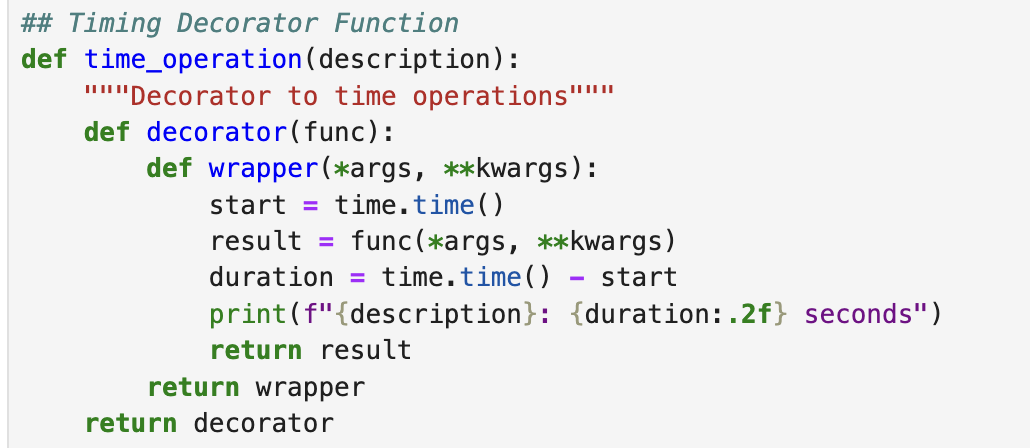 ## Timing Decorator Function
def time_operation(description):
    """Decorator to time operations"""
    def decorator(func):
        def wrapper(*args, **kwargs):
            start = time.time()
            result = func(*args, **kwargs)
            duration = time.time() - start
            print(f"{description}: {duration:.2f} seconds")
            return result
        return wrapper
    return decorator